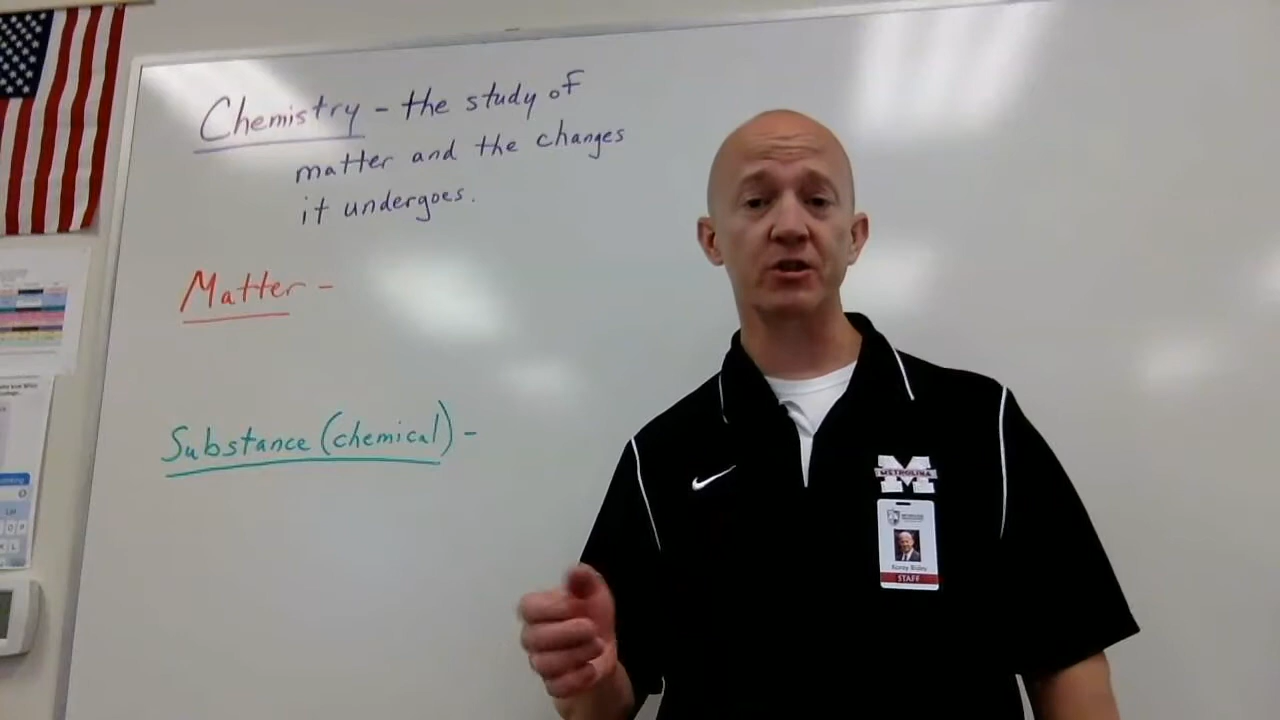 Chemistry - the study of
matter and the changes
it undergoes.
Matter -
Substance (chemical) -
METROLINA
STAFF